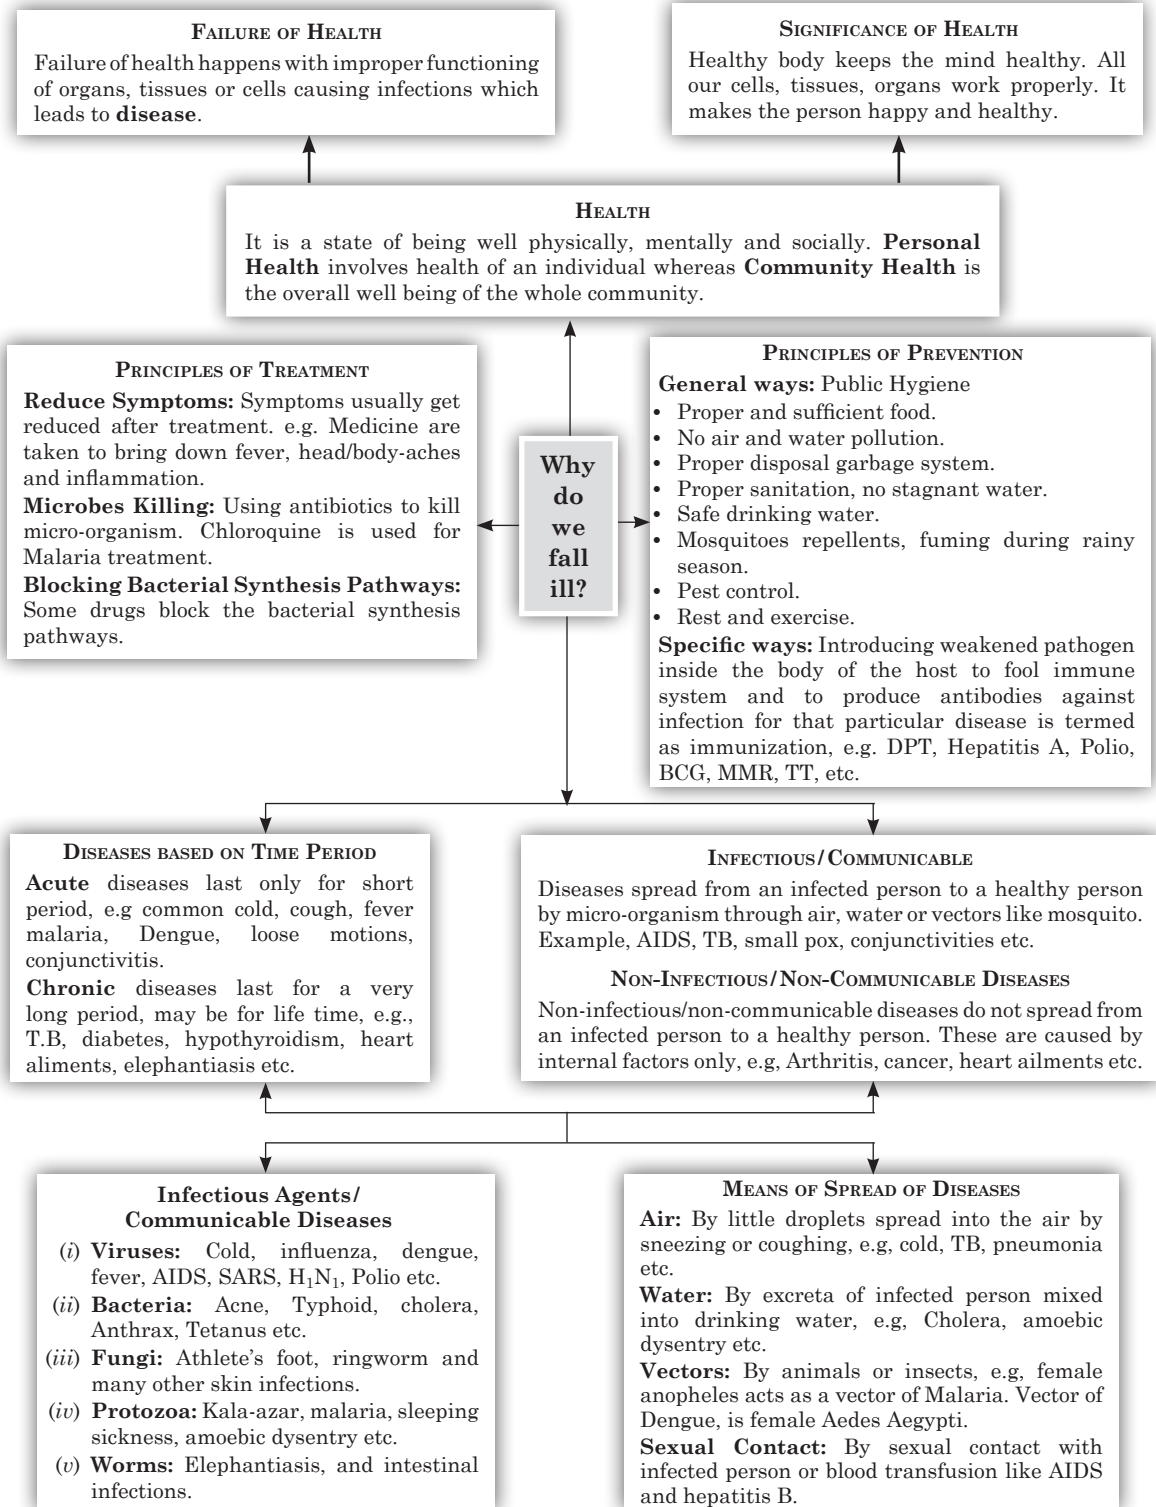 FAILURE OF HEALTH
Failure of health happens with improper functioning
of organs, tissues or cells causing infections which
leads to disease.
SIGNIFICANCE OF HEALTH
Healthy body keeps the mind healthy. All
our cells, tissues, organs work properly. It
makes the person happy and healthy.
HEALTH
It is a state of being well physically, mentally and socially. Personal
Health involves health of an individual whereas Community Health is
the overall well being of the whole community.
PRINCIPLES OF TREATMENT
Reduce Symptoms: Symptoms usually get
reduced after treatment. e.g. Medicine are
taken to bring down fever, head/body-aches
and inflammation.
Microbes Killing: Using antibiotics to kill
micro-organism. Chloroquine is used for
Malaria treatment.
Blocking Bacterial Synthesis Pathways:
Some drugs block the bacterial synthesis
pathways.
Why
do
we
fall
ill?
PRINCIPLES OF PREVENTION
General ways: Public Hygiene
• Proper and sufficient food.
• No air and water pollution.
• Proper disposal garbage system.
• Proper sanitation, no stagnant water.
• Safe drinking water.
• Mosquitoes repellents, fuming during rainy
season.
• Pest control.
• Rest and exercise.
Specific ways: Introducing weakened pathogen
inside the body of the host to fool immune
system and to produce antibodies against
infection for that particular disease is termed
as immunization, e.g. DPT, Hepatitis A, Polio,
BCG, MMR, TT, etc.
DISEASES BASED ON TIME PERIOD
Acute diseases last only for short
period, e.g common cold, cough, fever
malaria, Dengue, loose motions,
conjunctivitis.
Chronic diseases last for a very
long period, may be for life time, e.g.,
T.B, diabetes, hypothyroidism, heart
aliments, elephantiasis etc.
INFECTIOUS/COMMUNICABLE
Diseases spread from an infected person to a healthy person
by micro-organism through air, water or vectors like mosquito.
Example, AIDS, TB, small pox, conjunctivities etc.
NON-INFECTIOUS/NON-COMMUNICABLE DISEASES
Non-infectious/non-communicable diseases do not spread from
an infected person to a healthy person. These are caused by
internal factors only, e.g, Arthritis, cancer, heart ailments etc.
Infectious Agents/
Communicable Diseases
(i) Viruses: Cold, influenza, dengue,
fever, AIDS, SARS, H₁N₁, Polio etc.
(ii) Bacteria: Acne, Typhoid, cholera,
Anthrax, Tetanus etc.
(iii) Fungi: Athlete's foot, ringworm and
many other skin infections.
(iv) Protozoa: Kala-azar, malaria, sleeping
sickness, amoebic dysentry etc.
(v) Worms: Elephantiasis, and intestinal
infections.
MEANS OF SPREAD OF DISEASES
Air: By little droplets spread into the air by
sneezing or coughing, e.g, cold, TB, pneumonia
etc.
Water: By excreta of infected person mixed
into drinking water, e.g, Cholera, amoebic
dysentry etc.
Vectors: By animals or insects, e.g, female
anopheles acts as a vector of Malaria. Vector of
Dengue, is female Aedes Aegypti.
Sexual Contact: By sexual contact with
infected person or blood transfusion like AIDS
and hepatitis B.